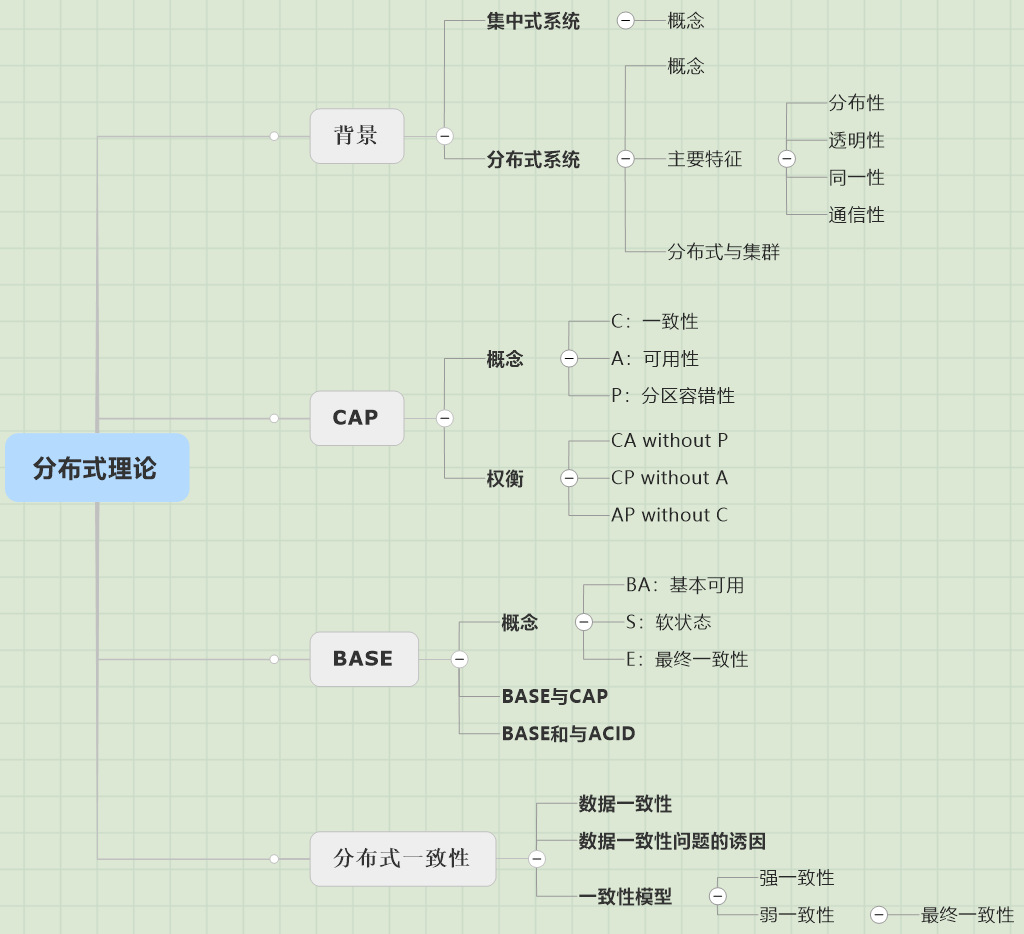 分布式理论
背景
集中式系统
概念
分布式系统
概念
主要特征
分布性
透明性
同一性
通信性
分布式与集群
CAP
概念
C：一致性
A：可用性
P：分区容错性
权衡
CA without P
CP without A
AP without C
BASE
概念
BA：基本可用
S：软状态
E：最终一致性
BASE与CAP
BASE和与ACID
分布式一致性
数据一致性
数据一致性问题的诱因
一致性模型
强一致性
弱一致性
最终一致性